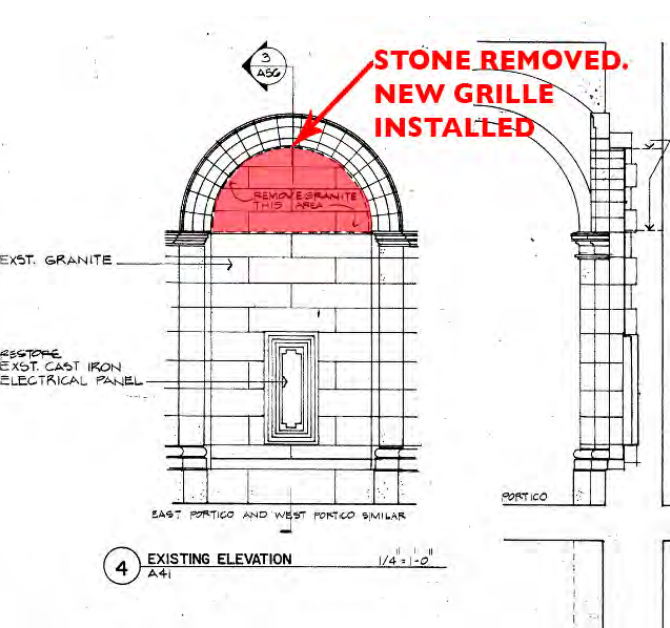 3
A5G
STONE REMOVED.
NEW GRILLE
INSTALLED
REMOVE GRANITE
THIS AREA
EXST. GRANITE
RESTORE
EXST. CAST IRON
ELECTRICAL PANEL
PORTICO
EAST PORTICO AND WEST PORTICO SIMILAR
4
EXISTING ELEVATION
1/4"=1'-0"
A41